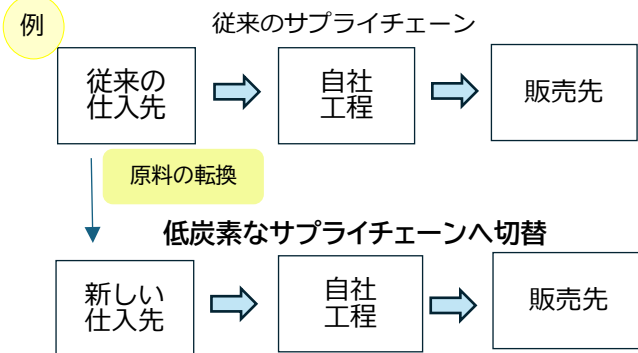 例
従来のサプライチェーン
従来の
仕入先
自社
工程
販売先
原料の転換
低炭素なサプライチェーンへ切替
新しい
仕入先
自社
工程
販売先